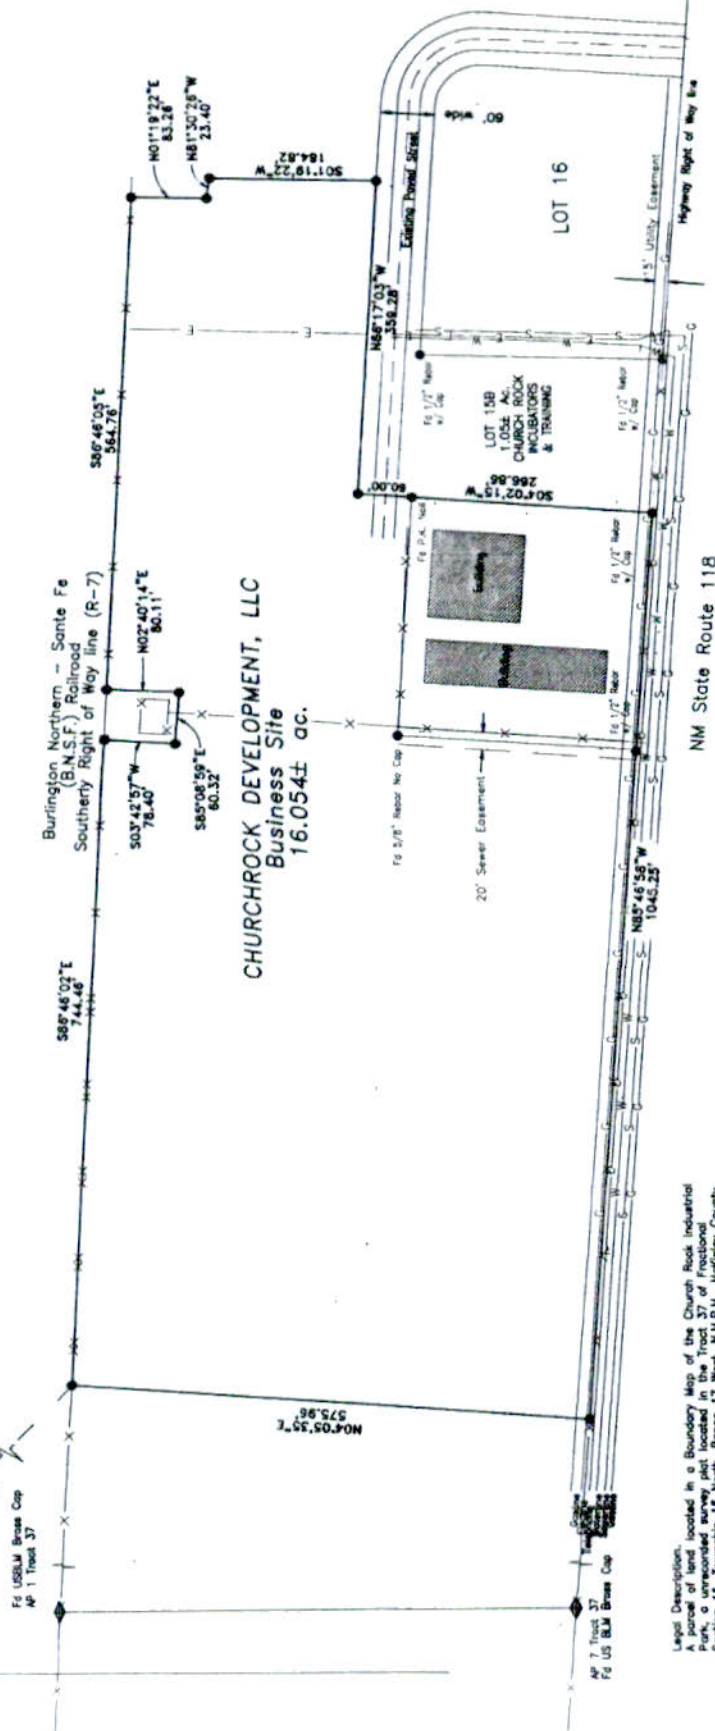 Fd USBLM Brass Cap
AP 1 Tract 37
S86°46'02"E
744.46'
Burlington Northern – Sante Fe
(B.N.S.F.) Railroad
Southerly Right of Way line (R-7)
S03°42'57"W
78.40'
S85°08'59"E
60.32'
N02°40'14"E
80.11'
S86°46'05"E
564.76'
N01°19'22"E
83.26'
N81°30'26"W
23.40'
S01°19'22"W
184.82'
CHURCHROCK DEVELOPMENT, LLC
Business Site
16.054± ac.
N86°17'03"W
359.28'
Existing Paved Street
60' wide
60.00'
S04°02'15"W
266.86'
LOT 15B
1.05± Ac.
CHURCH ROCK
INCUBATORS
& TRAINING
LOT 16
Fd 1/2" Rebar
w/ Cap
Fd 1/2" Rebar
w/ Cap
Fd 1/2" Rebar
w/ Cap
Fd 1/2" Rebar
w/ Cap
Fd P.K. Nail
Building
Building
Fd 5/8" Rebar No Cap
20' Sewer Easement
15' Utility Easement
Highway Right of Way line
N04°05'35"E
575.96'
N85°46'58"W
1045.25'
NM State Route 118
AP 7 Tract 37
Fd US BLM Brass Cap
Legal Description.
A parcel of land located in a Boundary Map of the Church Rock Industrial
Park, a unrecorded survey plat located in the Tract 37 of Fractional